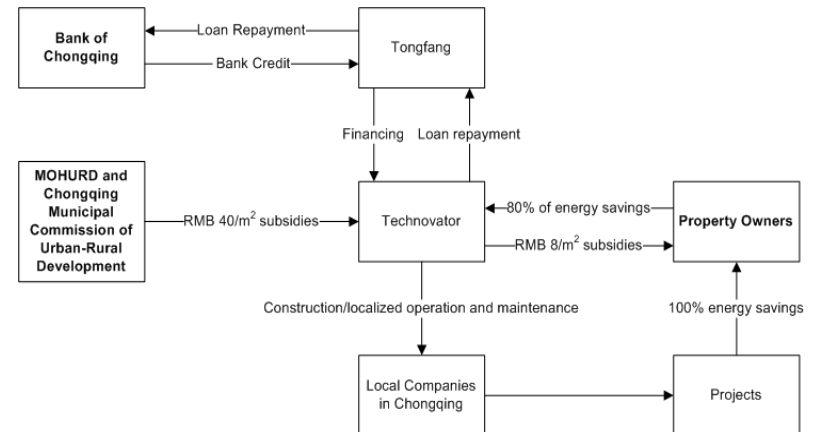 Bank of
Chongqing
Loan Repayment
Bank Credit
Tongfang
Financing
Loan repayment
MOHURD and
Chongqing
Municipal
Commission of
Urban-Rural
Development
RMB 40/m² subsidies
Technovator
80% of energy savings
RMB 8/m² subsidies
Property Owners
Construction/localized operation and maintenance
100% energy savings
Local Companies
in Chongqing
Projects